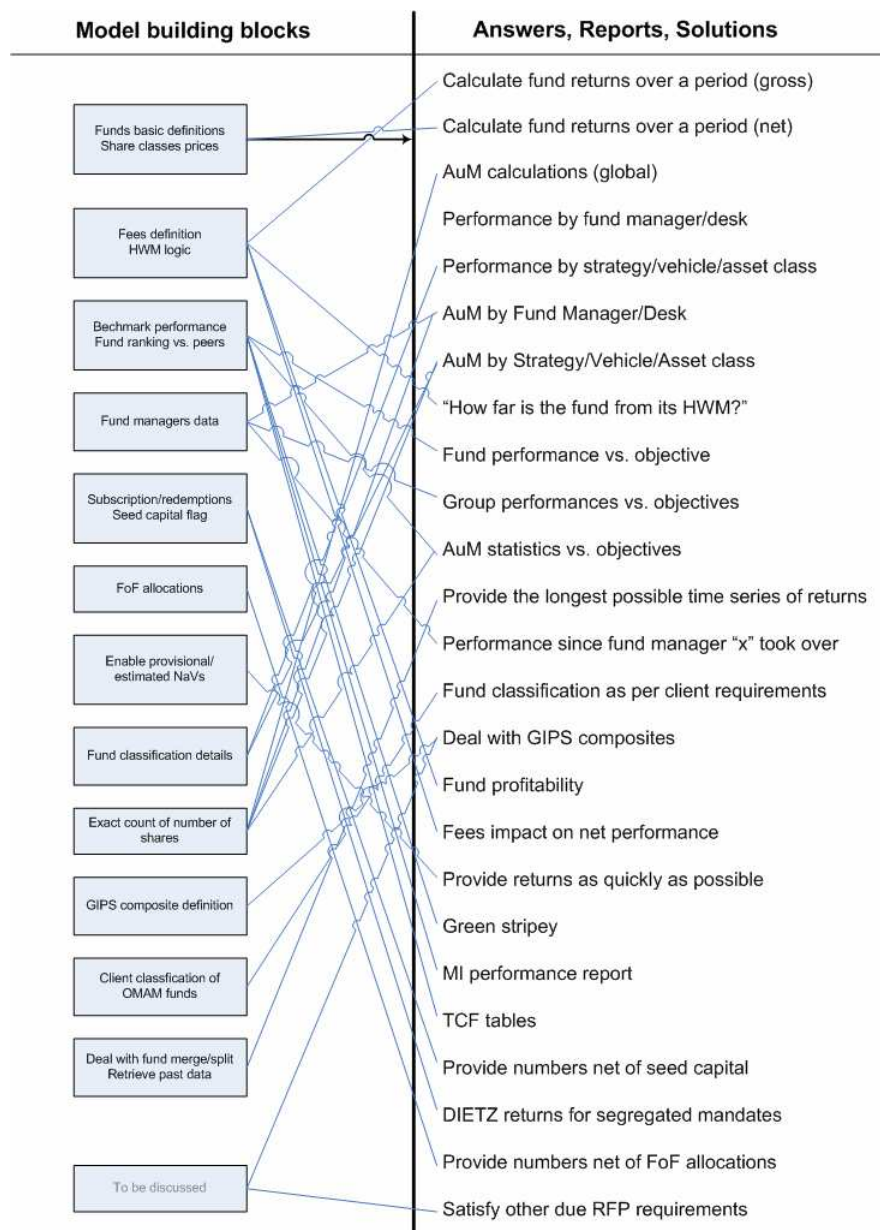 Model building blocks
Answers, Reports, Solutions
Funds basic definitions
Share classes prices
Fees definition
HWM logic
Bechmark performance
Fund ranking vs. peers
Fund managers data
Subscription/redemptions
Seed capital flag
FoF allocations
Enable provisional/
estimated NaVs
Fund classification details
Exact count of number of
shares
GIPS composite definition
Client classfication of
OMAM funds
Deal with fund merge/split
Retrieve past data
To be discussed
Calculate fund returns over a period (gross)
Calculate fund returns over a period (net)
AuM calculations (global)
Performance by fund manager/desk
Performance by strategy/vehicle/asset class
AuM by Fund Manager/Desk
AuM by Strategy/Vehicle/Asset class
“How far is the fund from its HWM?”
Fund performance vs. objective
Group performances vs. objectives
AuM statistics vs. objectives
Provide the longest possible time series of returns
Performance since fund manager “x” took over
Fund classification as per client requirements
Deal with GIPS composites
Fund profitability
Fees impact on net performance
Provide returns as quickly as possible
Green stripey
MI performance report
TCF tables
Provide numbers net of seed capital
DIETZ returns for segregated mandates
Provide numbers net of FoF allocations
Satisfy other due RFP requirements